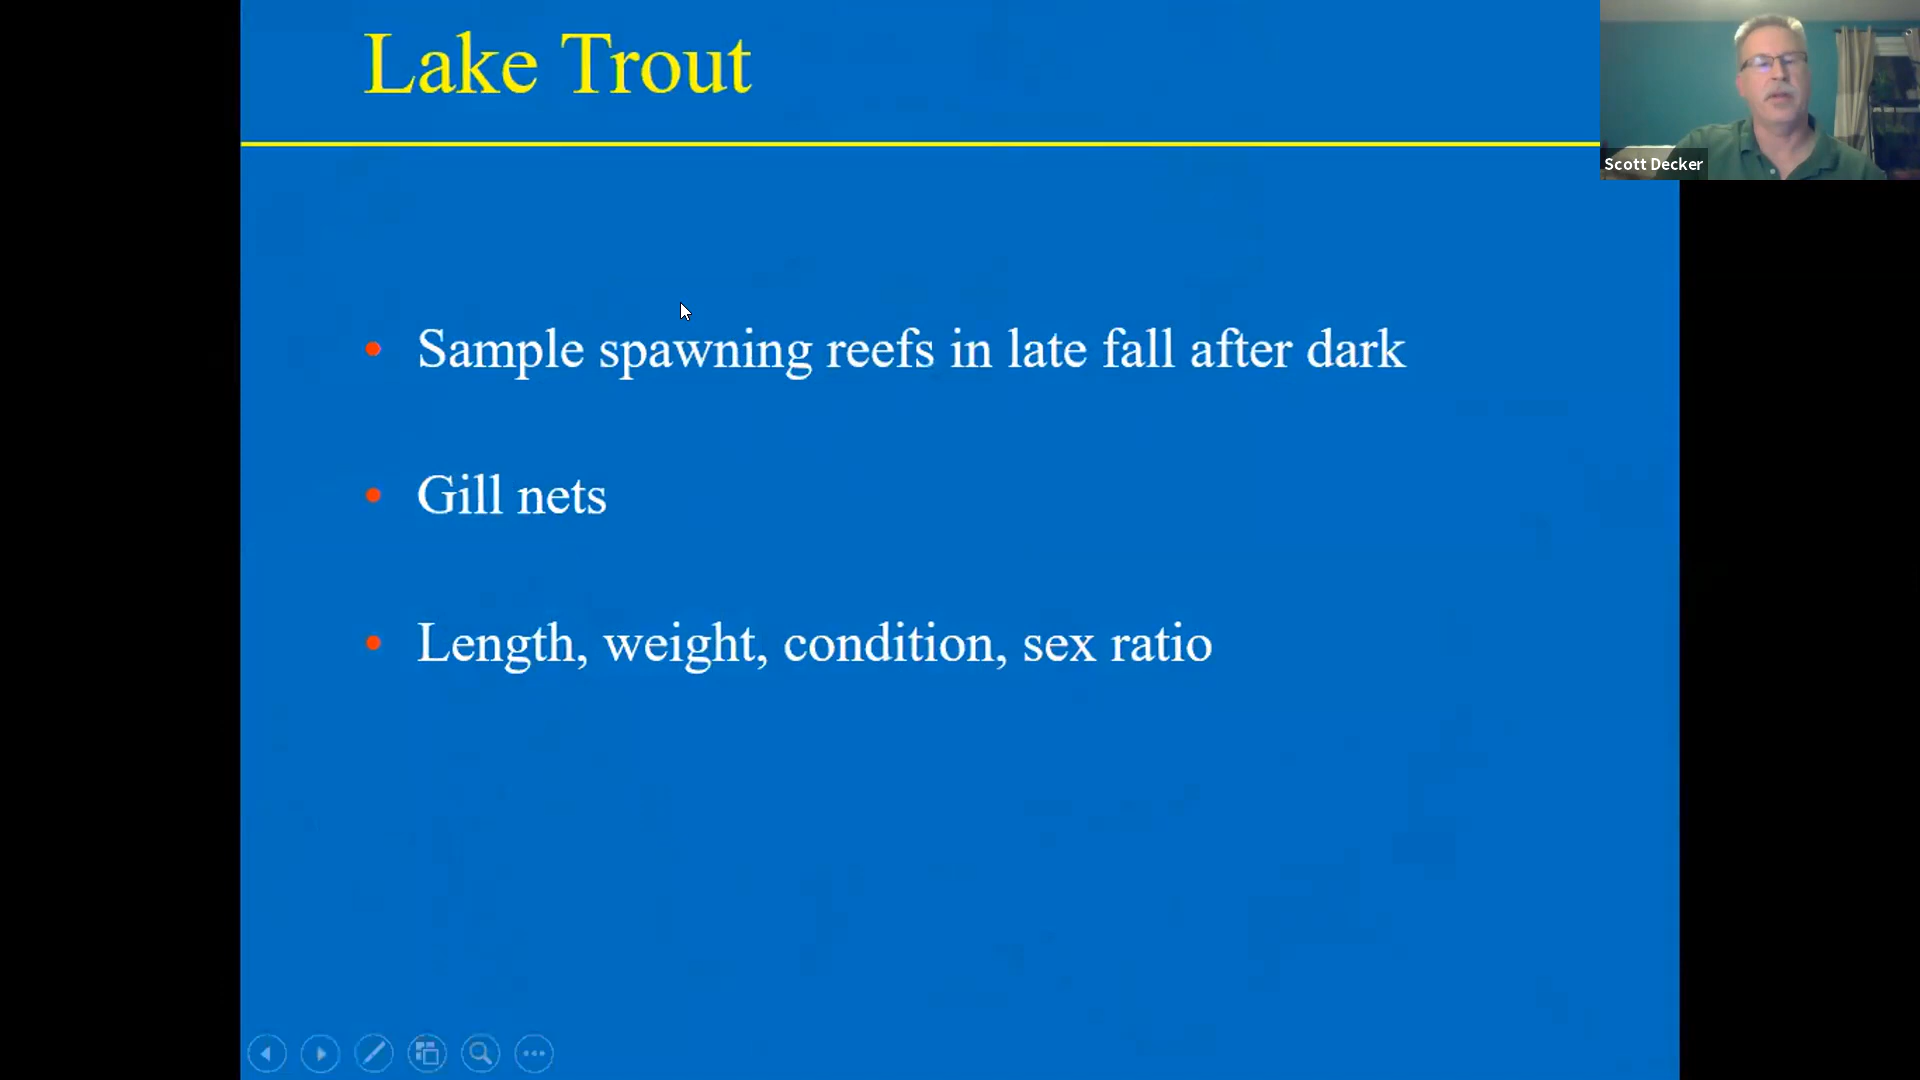 Lake Trout
Scott Decker
Sample spawning reefs in late fall after dark
Gill nets
Length, weight, condition, sex ratio